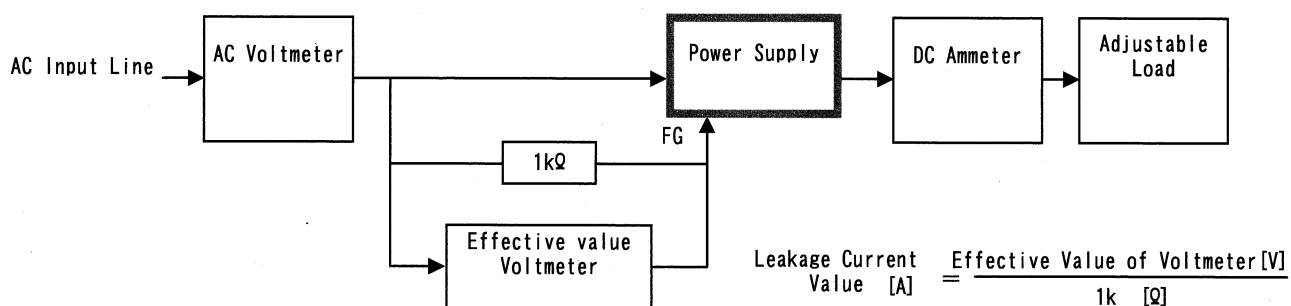 AC Input Line
AC Voltmeter
Power Supply
DC Ammeter
Adjustable
Load
FG
1kΩ
Effective value
Voltmeter
Leakage Current
Value [A]
=
Effective Value of Voltmeter[V]
1k [Ω]